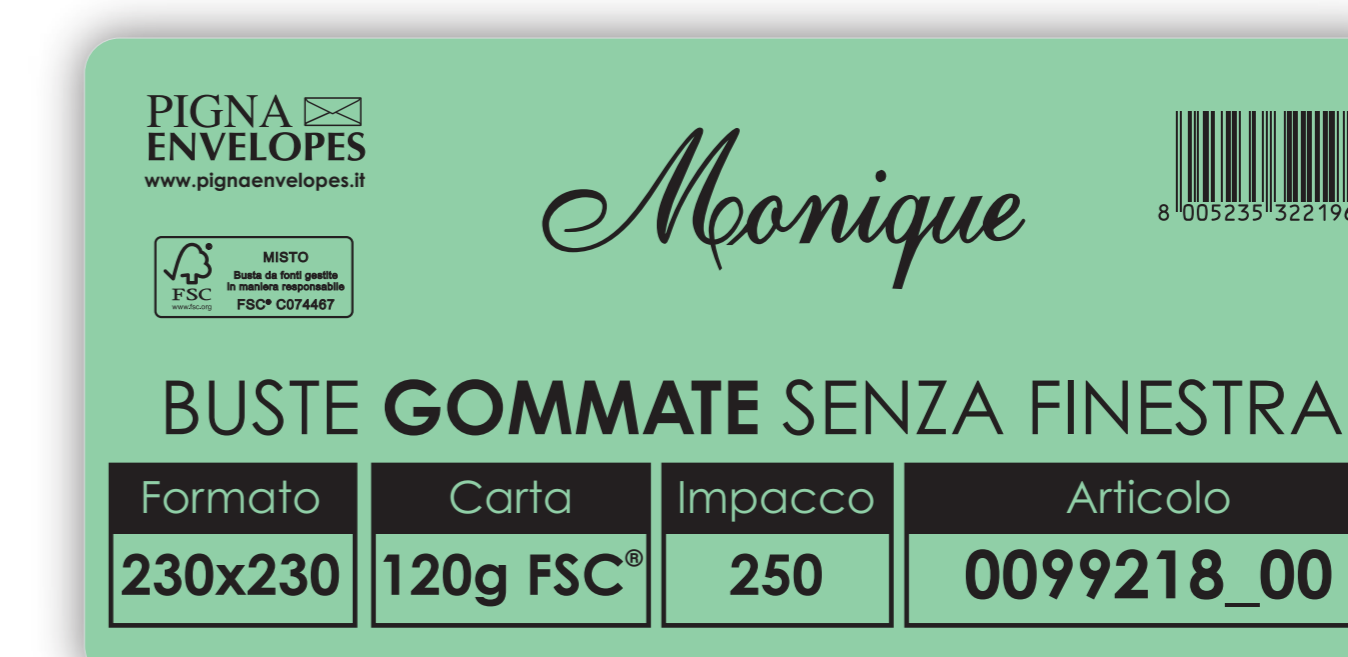 PIGNA
ENVELOPES
www.pignaenvelopes.it
Monique
8 005235 322196
FSC
www.fsc.org
MISTO
Busta da fonti gestite
in maniera responsabile
FSC® C074467
BUSTE GOMMATE SENZA FINESTRA
Formato Carta Impacco Articolo
230x230 120g FSC® 250 0099218_00